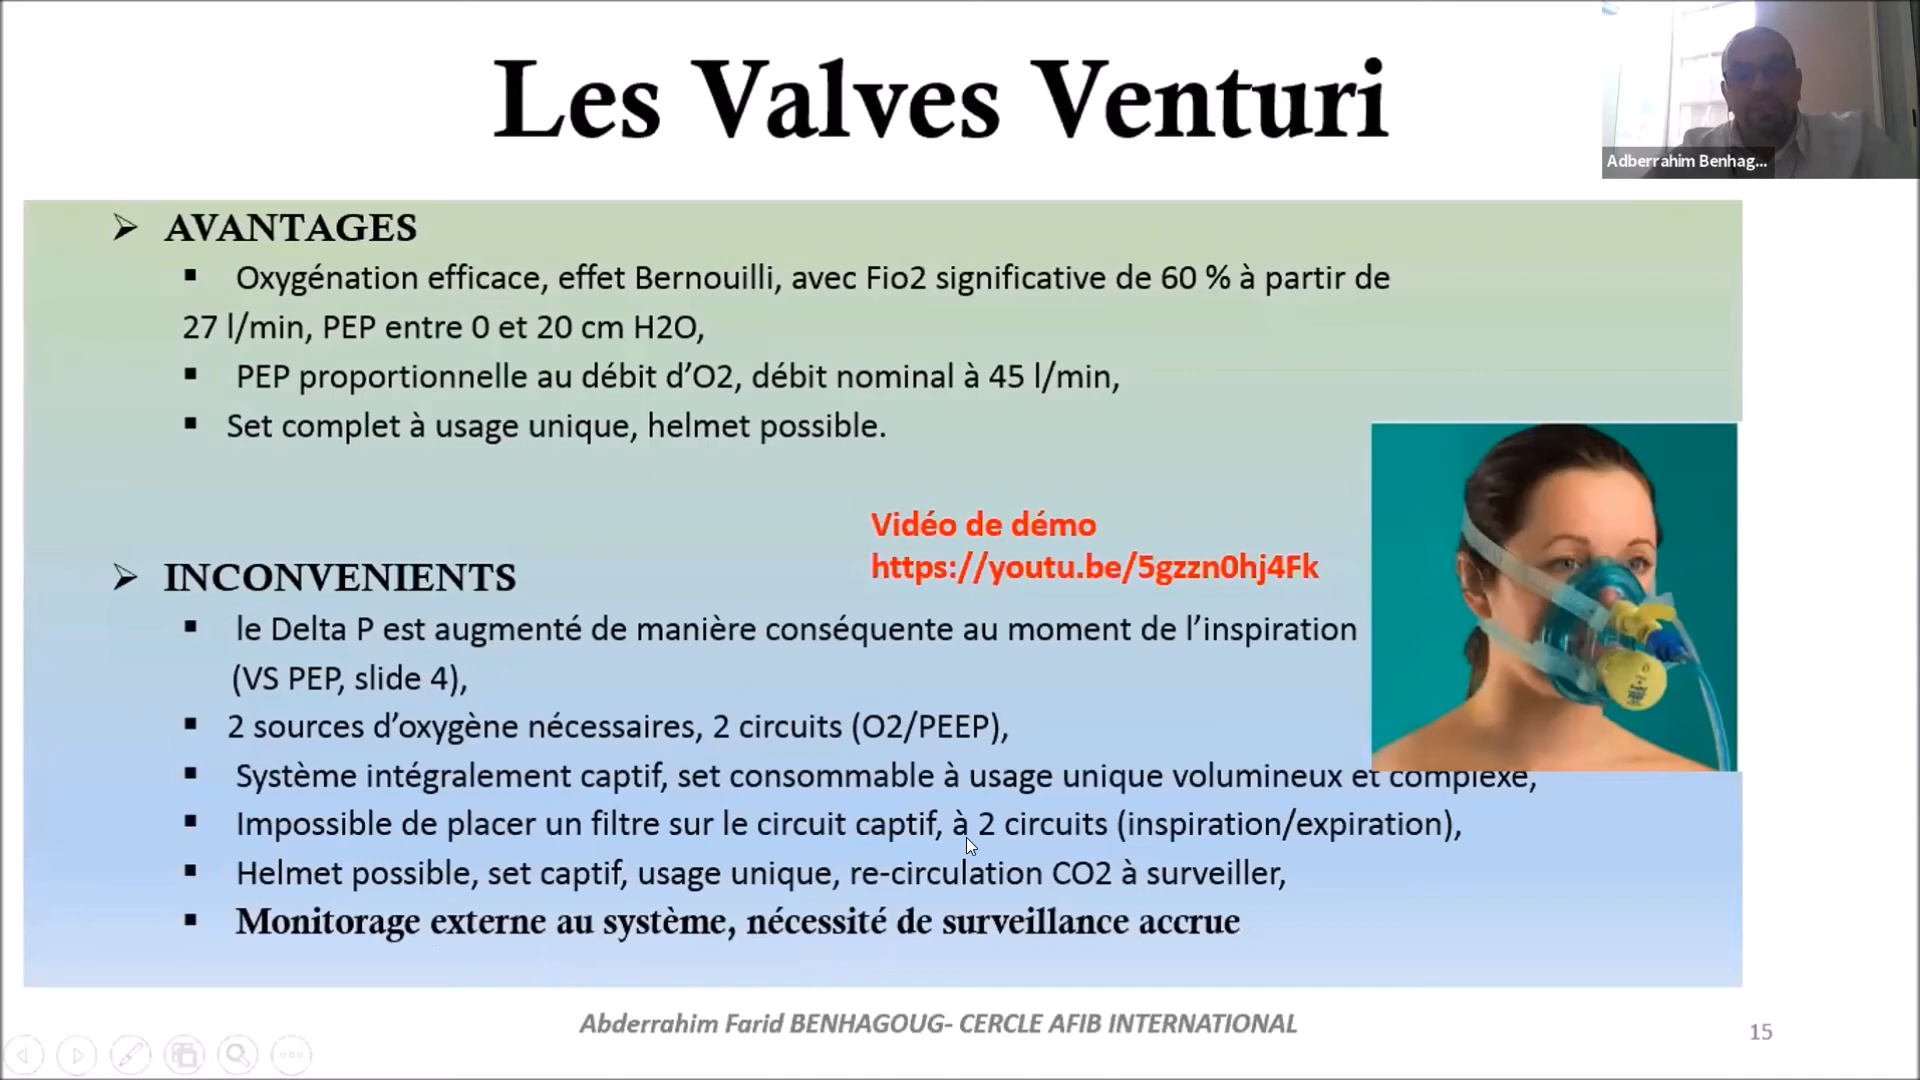 Les Valves Venturi
Adberrahim Benhag...
AVANTAGES
Oxygénation efficace, effet Bernouilli, avec Fio2 significative de 60 % à partir de
27 l/min, PEP entre 0 et 20 cm H2O,
PEP proportionnelle au débit d’O2, débit nominal à 45 l/min,
Set complet à usage unique, helmet possible.
Vidéo de démo
https://youtu.be/5gzzn0hj4Fk
INCONVENIENTS
le Delta P est augmenté de manière conséquente au moment de l’inspiration
(VS PEP, slide 4),
2 sources d’oxygène nécessaires, 2 circuits (O2/PEEP),
Système intégralement captif, set consommable à usage unique volumineux et complexe,
Impossible de placer un filtre sur le circuit captif, à 2 circuits (inspiration/expiration),
Helmet possible, set captif, usage unique, re-circulation CO2 à surveiller,
Monitorage externe au système, nécessité de surveillance accrue
Abderrahim Farid BENHAGOUG- CERCLE AFIB INTERNATIONAL
15